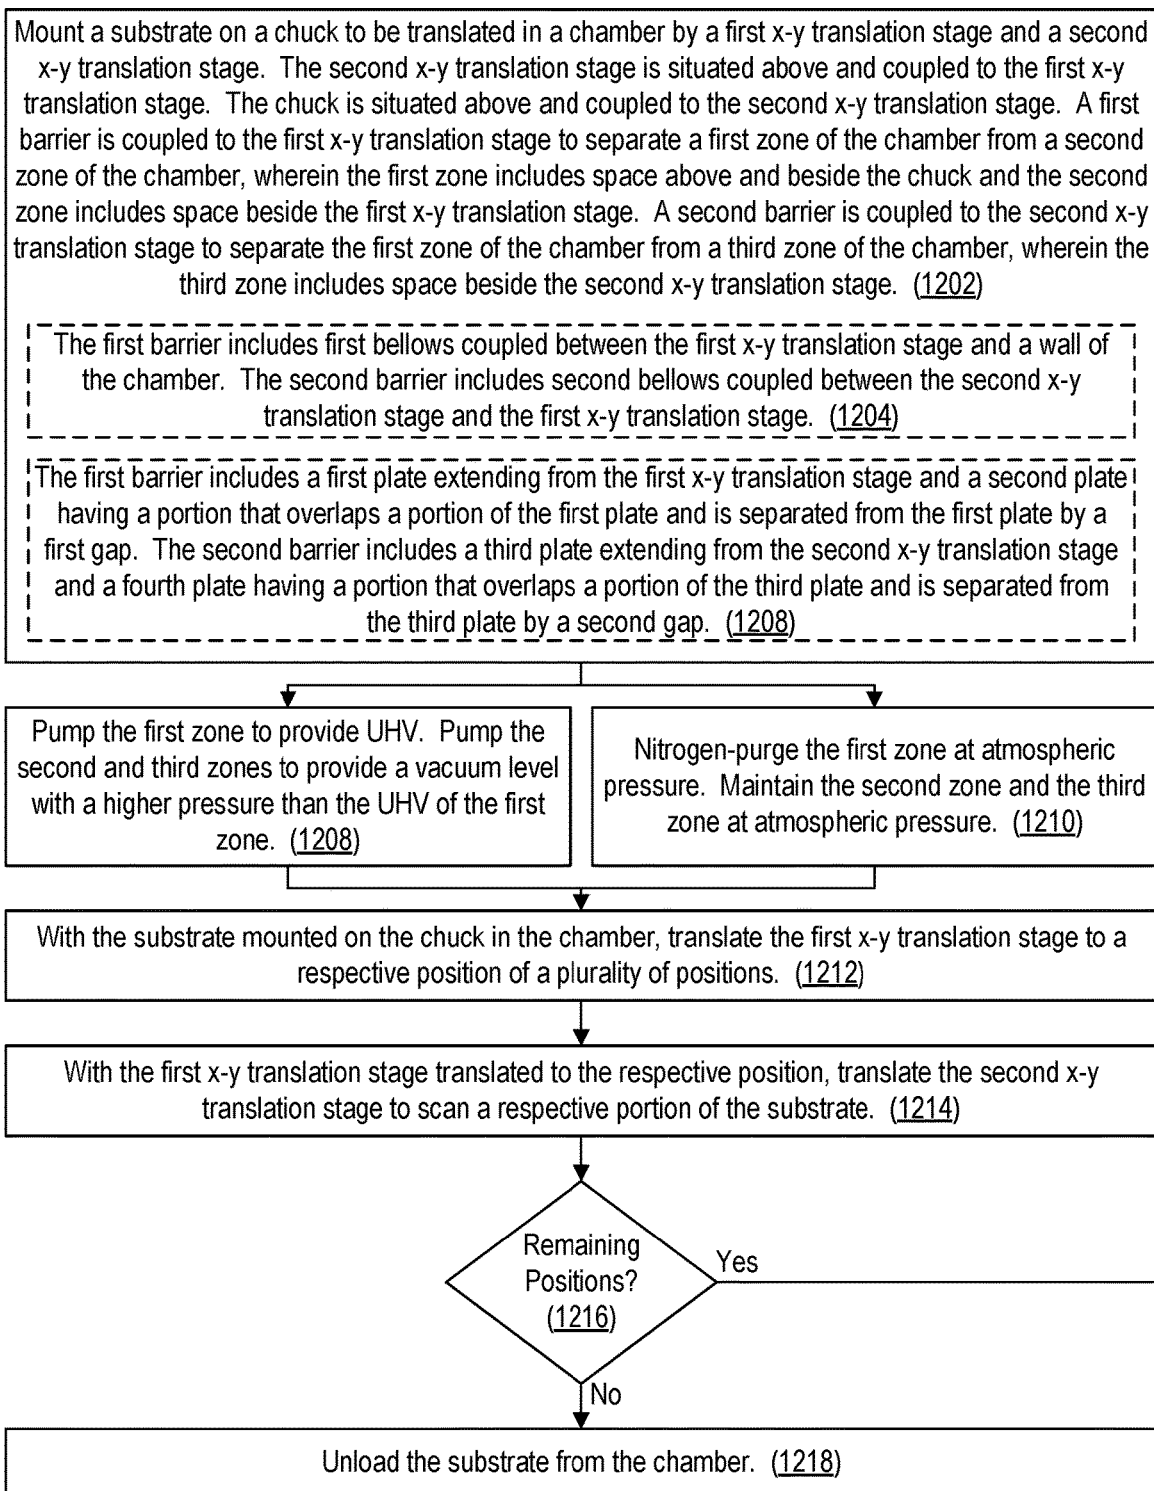 Mount a substrate on a chuck to be translated in a chamber by a first x-y translation stage and a second
x-y translation stage. The second x-y translation stage is situated above and coupled to the first x-y
translation stage. The chuck is situated above and coupled to the second x-y translation stage. A first
barrier is coupled to the first x-y translation stage to separate a first zone of the chamber from a second
zone of the chamber, wherein the first zone includes space above and beside the chuck and the second
zone includes space beside the first x-y translation stage. A second barrier is coupled to the second x-y
translation stage to separate the first zone of the chamber from a third zone of the chamber, wherein the
third zone includes space beside the second x-y translation stage. (1202)
The first barrier includes first bellows coupled between the first x-y translation stage and a wall of
the chamber. The second barrier includes second bellows coupled between the second x-y
translation stage and the first x-y translation stage. (1204)
The first barrier includes a first plate extending from the first x-y translation stage and a second plate
having a portion that overlaps a portion of the first plate and is separated from the first plate by a
first gap. The second barrier includes a third plate extending from the second x-y translation stage
and a fourth plate having a portion that overlaps a portion of the third plate and is separated from
the third plate by a second gap. (1208)
Pump the first zone to provide UHV. Pump the
second and third zones to provide a vacuum level
with a higher pressure than the UHV of the first
zone. (1208)
Nitrogen-purge the first zone at atmospheric
pressure. Maintain the second zone and the third
zone at atmospheric pressure. (1210)
With the substrate mounted on the chuck in the chamber, translate the first x-y translation stage to a
respective position of a plurality of positions. (1212)
With the first x-y translation stage translated to the respective position, translate the second x-y
translation stage to scan a respective portion of the substrate. (1214)
Remaining
Positions?
(1216)
Yes
No
Unload the substrate from the chamber. (1218)